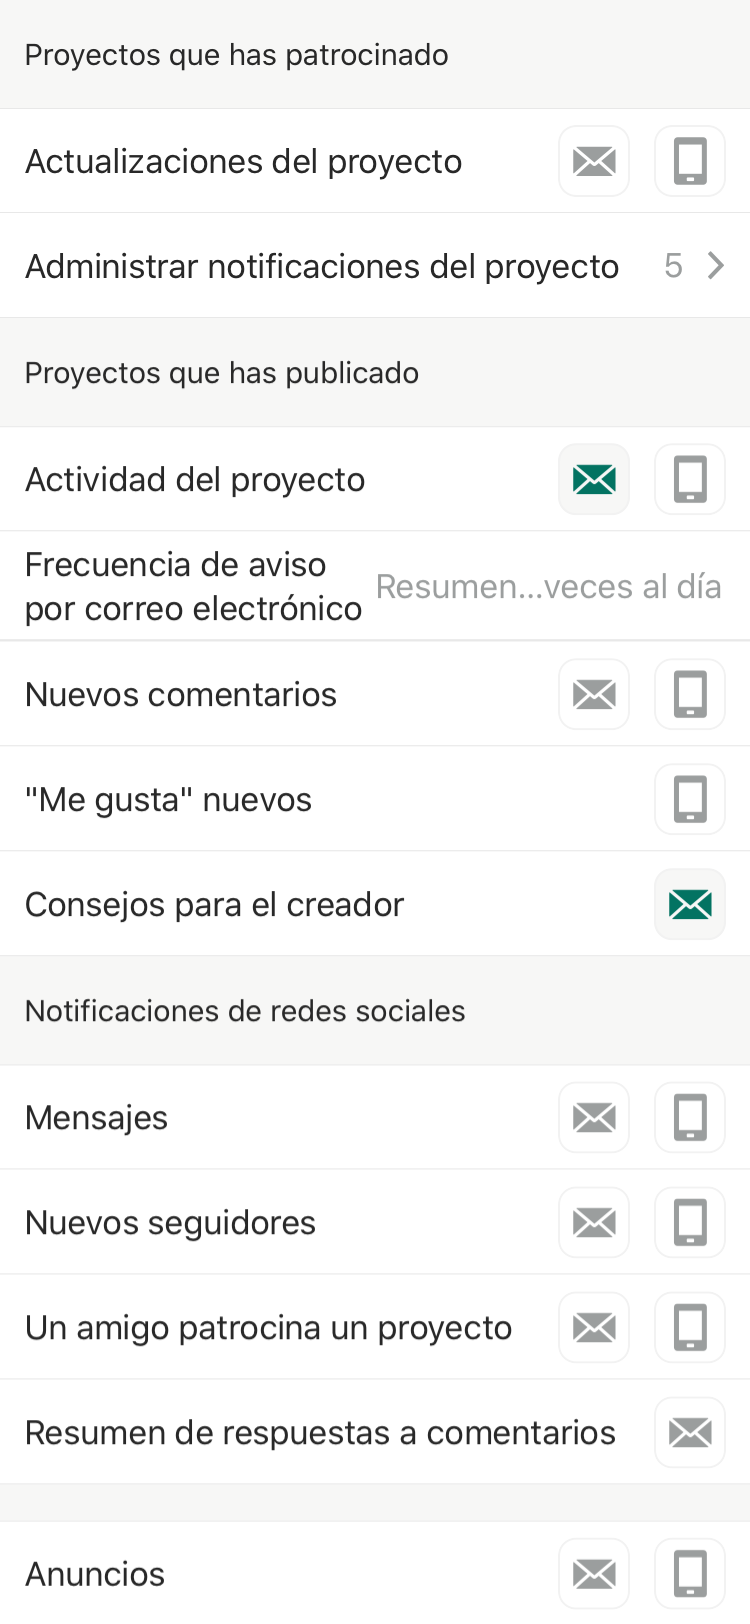 Proyectos que has patrocinado
Actualizaciones del proyecto
Administrar notificaciones del proyecto 5
Proyectos que has publicado
Actividad del proyecto
Frecuencia de aviso
por correo electrónico
Resumen...veces al día
Nuevos comentarios
"Me gusta" nuevos
Consejos para el creador
Notificaciones de redes sociales
Mensajes
Nuevos seguidores
Un amigo patrocina un proyecto
Resumen de respuestas a comentarios
Anuncios